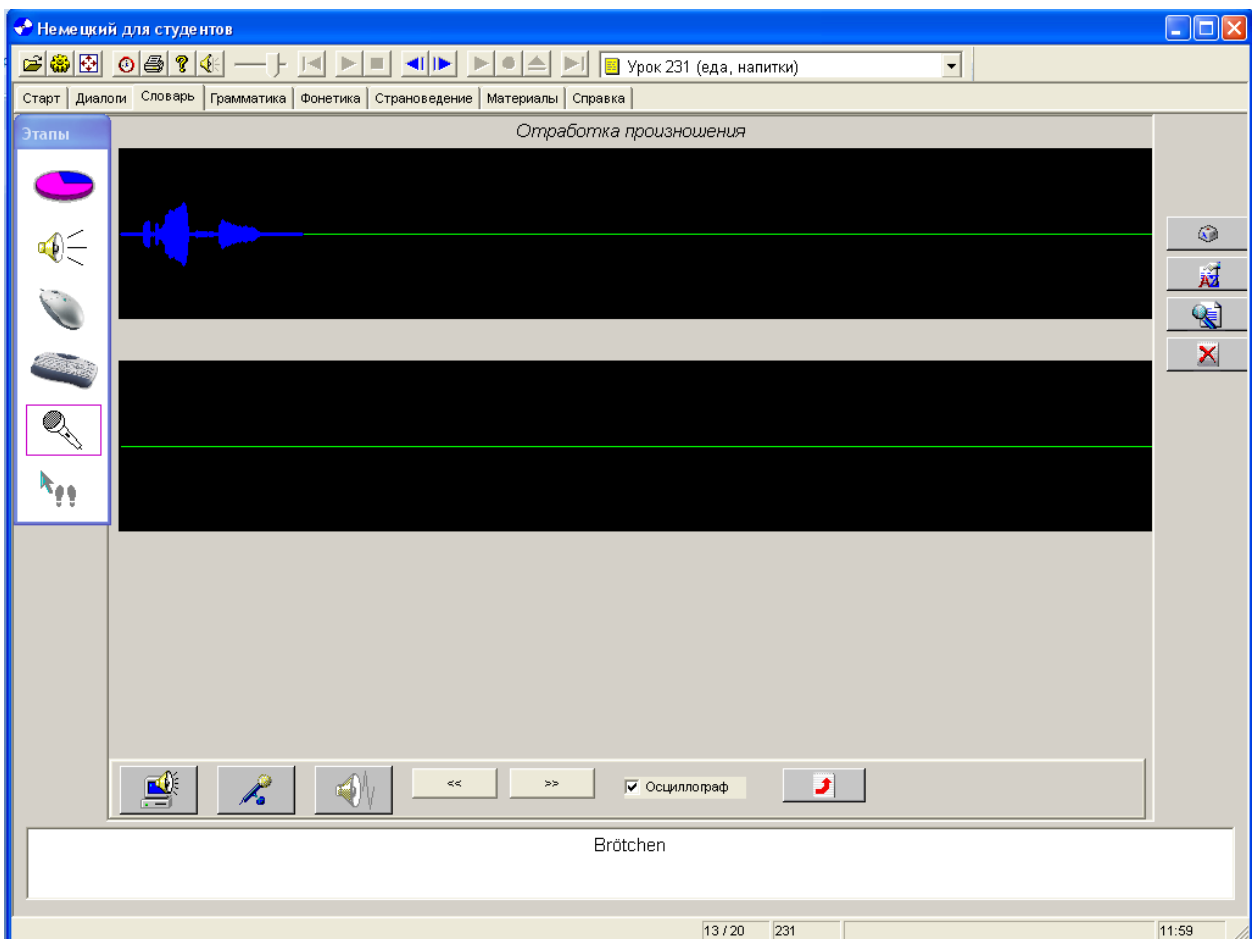 Немецкий для студентов
Урок 231 (еда, напитки)
Старт Диалоги Словарь Грамматика Фонетика Страноведение Материалы Справка
Этапы
Отработка произношения
<< >> Осциллограф
Brötchen
13 / 20 231 11:59